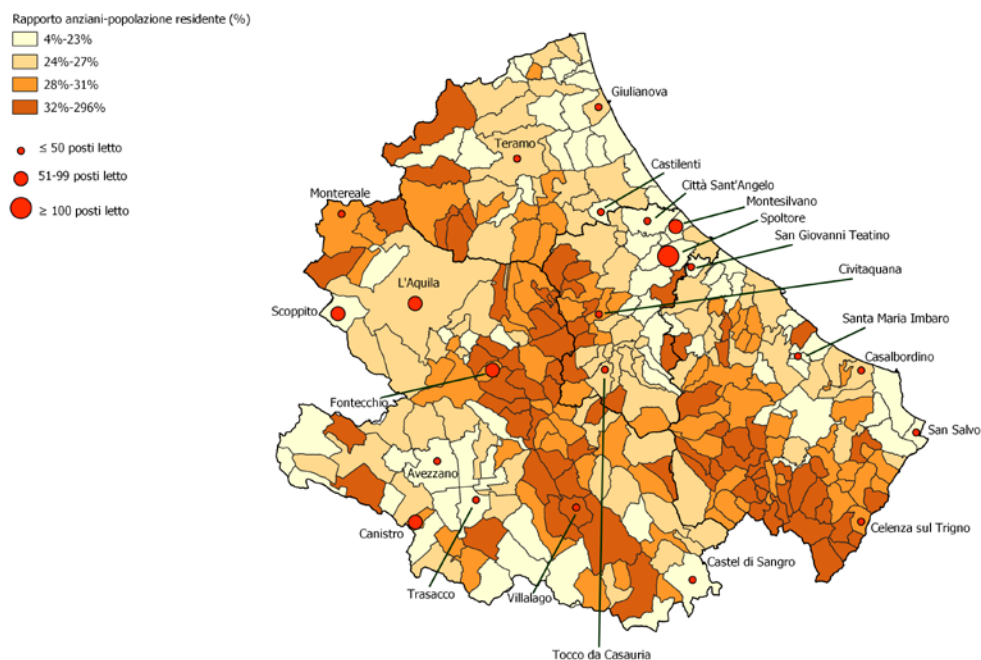 Rapporto anziani-popolazione residente (%)
4%-23%
24%-27%
28%-31%
32%-296%
≤ 50 posti letto
51-99 posti letto
≥ 100 posti letto
Giulianova
Teramo
Castilenti
Città Sant'Angelo
Montesilvano
Spoltore
San Giovanni Teatino
Montereale
Civitaquana
L'Aquila
Scoppito
Santa Maria Imbaro
Casalbordino
Fontecchio
San Salvo
Avezzano
Canistro
Celenza sul Trigno
Castel di Sangro
Trasacco
Villalago
Tocco da Casauria